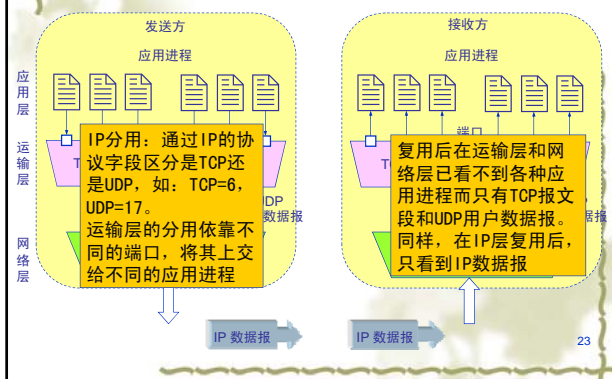 发送方
接收方
应用进程
应用进程
应用层
运输层
网络层
端口
IP分用：通过IP的协
议字段区分是TCP还
是UDP，如：TCP=6，
UDP=17。
运输层的分用依靠不
同的端口，将其上交
给不同的应用进程
复用后在运输层和网
络层已看不到各种应
用进程而只有TCP报文
段和UDP用户数据报。
同样，在IP层复用后，
只看到IP数据报
UDP
数据报
据报
IP 数据报
IP 数据报
23